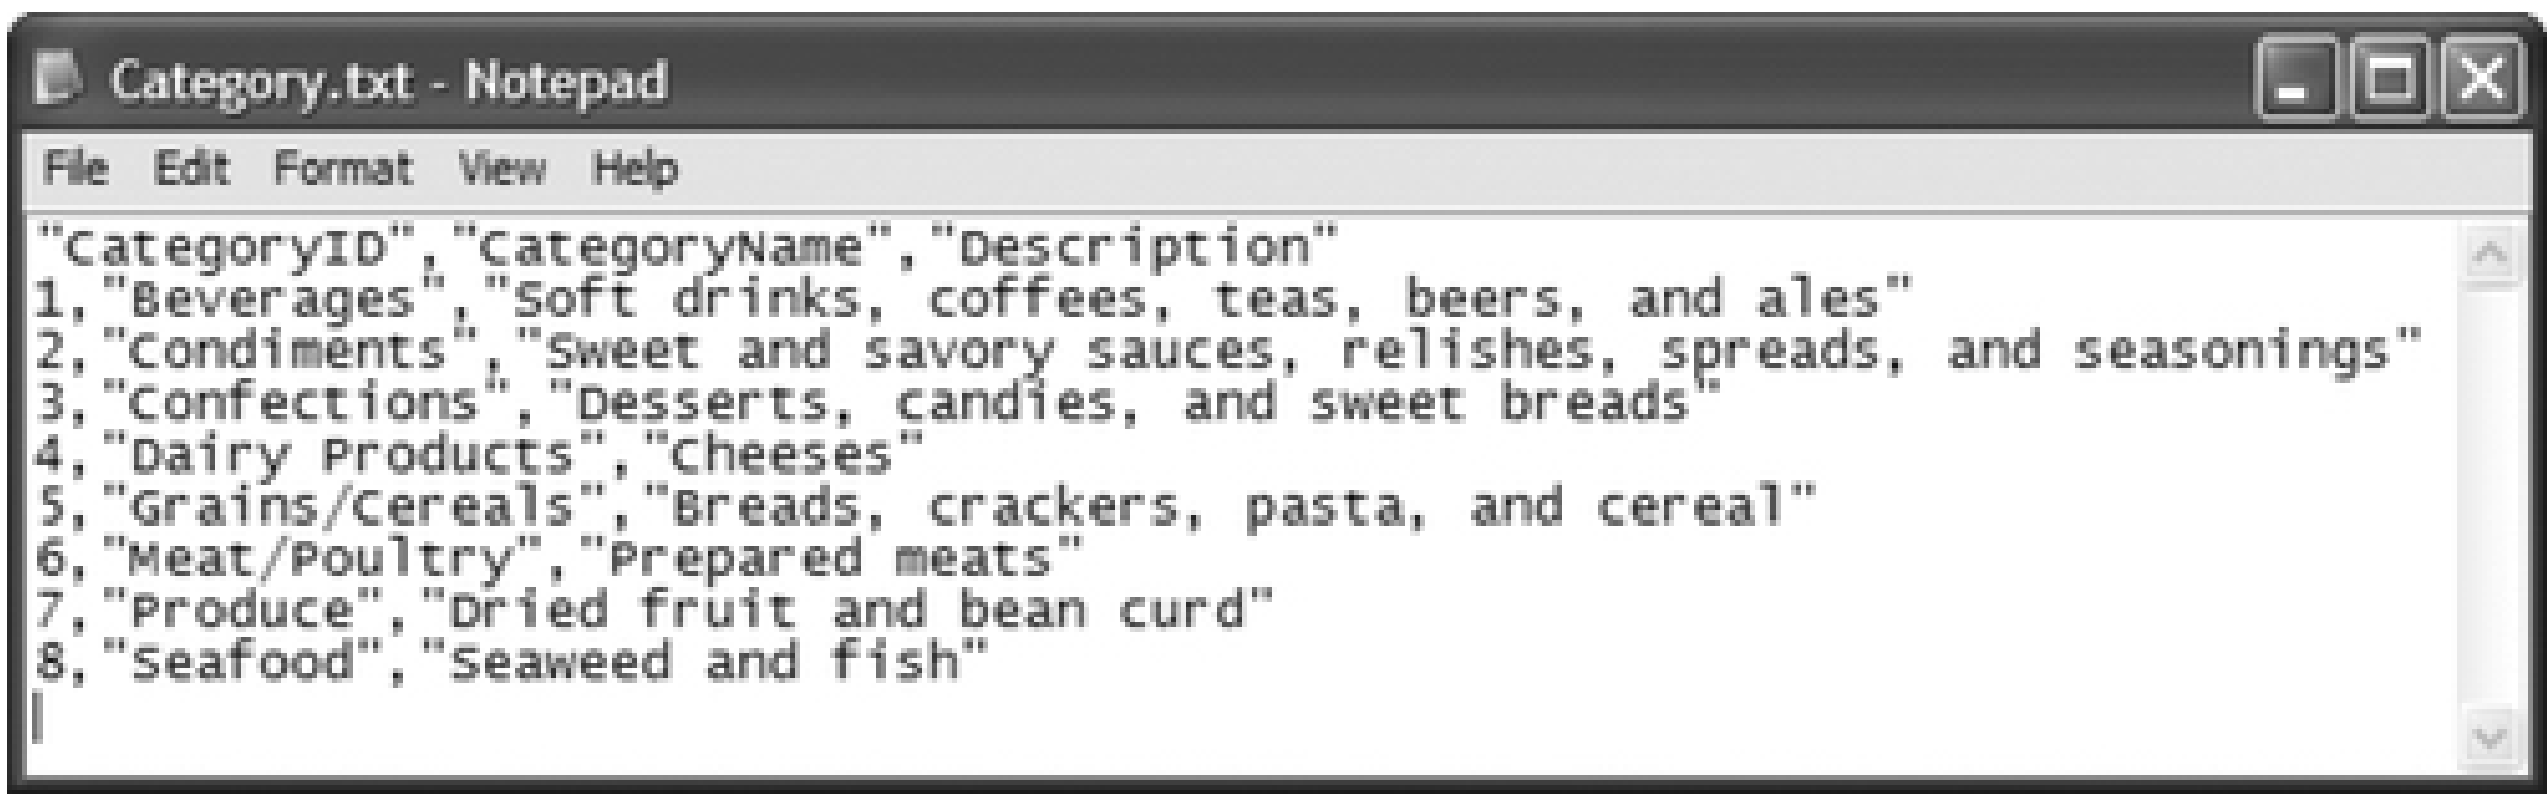 Category.txt - Notepad
File Edit Format View Help
"CategoryID","CategoryName","Description"
1,"Beverages","Soft drinks, coffees, teas, beers, and ales"
2,"Condiments","Sweet and savory sauces, relishes, spreads, and seasonings"
3,"Confections","Desserts, candies, and sweet breads"
4,"Dairy Products","Cheeses"
5,"Grains/Cereals","Breads, crackers, pasta, and cereal"
6,"Meat/Poultry","Prepared meats"
7,"Produce","Dried fruit and bean curd"
8,"Seafood","Seaweed and fish"